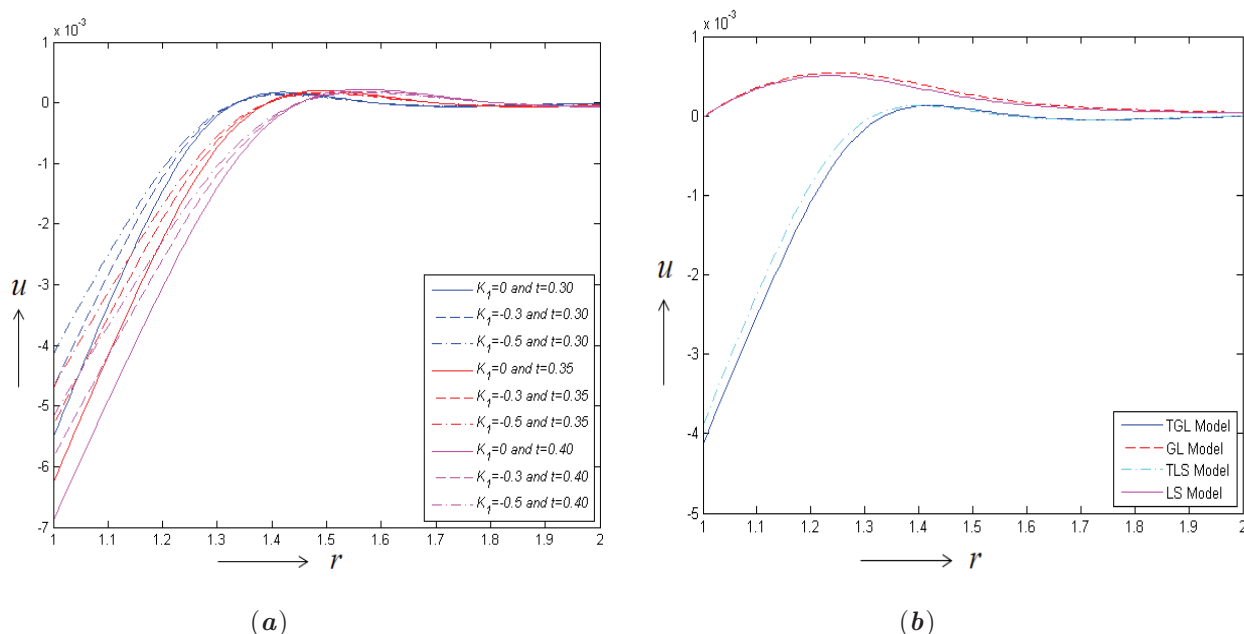 x 10⁻³
1
0
-1
-2
-3
-4
-5
-6
-7
u
1 1.1 1.2 1.3 1.4 1.5 1.6 1.7 1.8 1.9 2
r
K₁=0 and t=0.30
K₁=-0.3 and t=0.30
K₁=-0.5 and t=0.30
K₁=0 and t=0.35
K₁=-0.3 and t=0.35
K₁=-0.5 and t=0.35
K₁=0 and t=0.40
K₁=-0.3 and t=0.40
K₁=-0.5 and t=0.40
(a)
x 10⁻³
1
0
-1
-2
-3
-4
-5
u
1 1.1 1.2 1.3 1.4 1.5 1.6 1.7 1.8 1.9 2
r
TGL Model
GL Model
TLS Model
LS Model
(b)